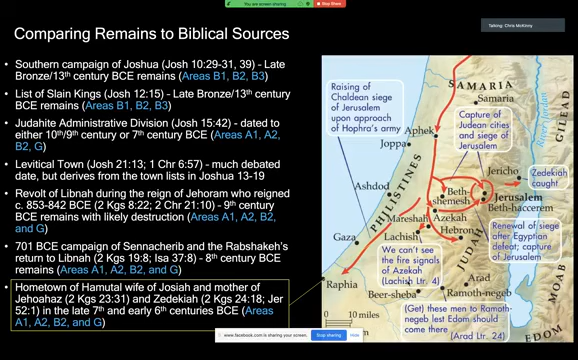 You are screen sharing
Stop Share
Talking: Chris McKinny
Comparing Remains to Biblical Sources
• Southern campaign of Joshua (Josh 10:29-31, 39) - Late
Bronze/13th century BCE remains (Areas B1, B2, B3)
• List of Slain Kings (Josh 12:15) - Late Bronze/13th century
BCE remains (Areas B1, B2, B3)
• Judahite Administrative Division (Josh 15:42) - dated to
either 10th/9th century or 7th century BCE (Areas A1, A2,
B2, G)
• Levitical Town (Josh 21:13; 1 Chr 6:57) - much debated
date, but derives from the town lists in Joshua 13-19
• Revolt of Libnah during the reign of Jehoram who reigned
c. 853-842 BCE (2 Kgs 8:22; 2 Chr 21:10) - 9th
century BCE remains with likely destruction (Areas A1, A2, B2,
and G)
• 701 BCE campaign of Sennacherib and the Rabshakeh's
return to Libnah (2 Kgs 19:8; Isa 37:8) - 8th century BCE
remains (Areas A1, A2, B2, and G)
• Hometown of Hamutal wife of Josiah and mother of
Jehoahaz (2 Kgs 23:31) and Zedekiah (2 Kgs 24:18; Jer
52:1) in the late 7th and early 6th centuries BCE (Areas
A1, A2, B2, and G)
Raising of
Chaldean siege
of Jerusalem
upon approach
of Hophra's army
SAMARIA
Samaria
Aphek
Joppa
Capture of
Judean cities
and siege of
Jerusalem
River Jordan
Jericho
Zedekiah
caught
PHILISTINES
Ashdod
Beth-
shemesh
Jerusalem
Beth-haccerem
Mareshah
Azekah
Gaza
Lachish
Hebron
JUDAH
Renewal of siege
after Egyptian
defeat; capture
of Jerusalem
We can't see
the fire signals
of Azekah
(Lachish Ltr. 4)
Raphia
Beer-sheba
Arad
Ramoth-negeb
MOAB
EDOM
0 10 miles
(Get) these men to Ramoth-
negeb lest Edom should
come there
(Arad Ltr. 24)
www.facebook.com is sharing your screen.
Stop sharing
Hide